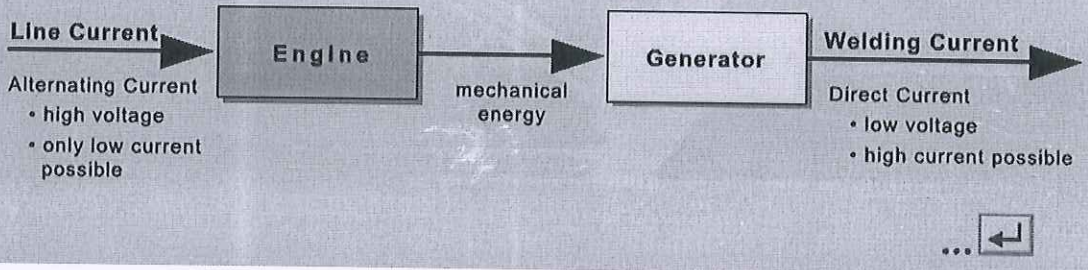 Line Current
Engine
Generator
Welding Current
Alternating Current
• high voltage
• only low current
possible
mechanical
energy
Direct Current
• low voltage
• high current possible
...